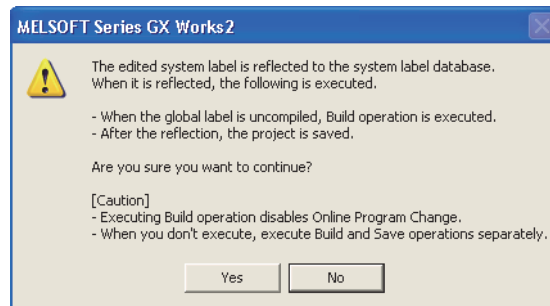 MELSOFT Series GX Works2
The edited system label is reflected to the system label database.
When it is reflected, the following is executed.
- When the global label is uncompiled, Build operation is executed.
- After the reflection, the project is saved.
Are you sure you want to continue?
[Caution]
- Executing Build operation disables Online Program Change.
- When you don't execute, execute Build and Save operations separately.
Yes No